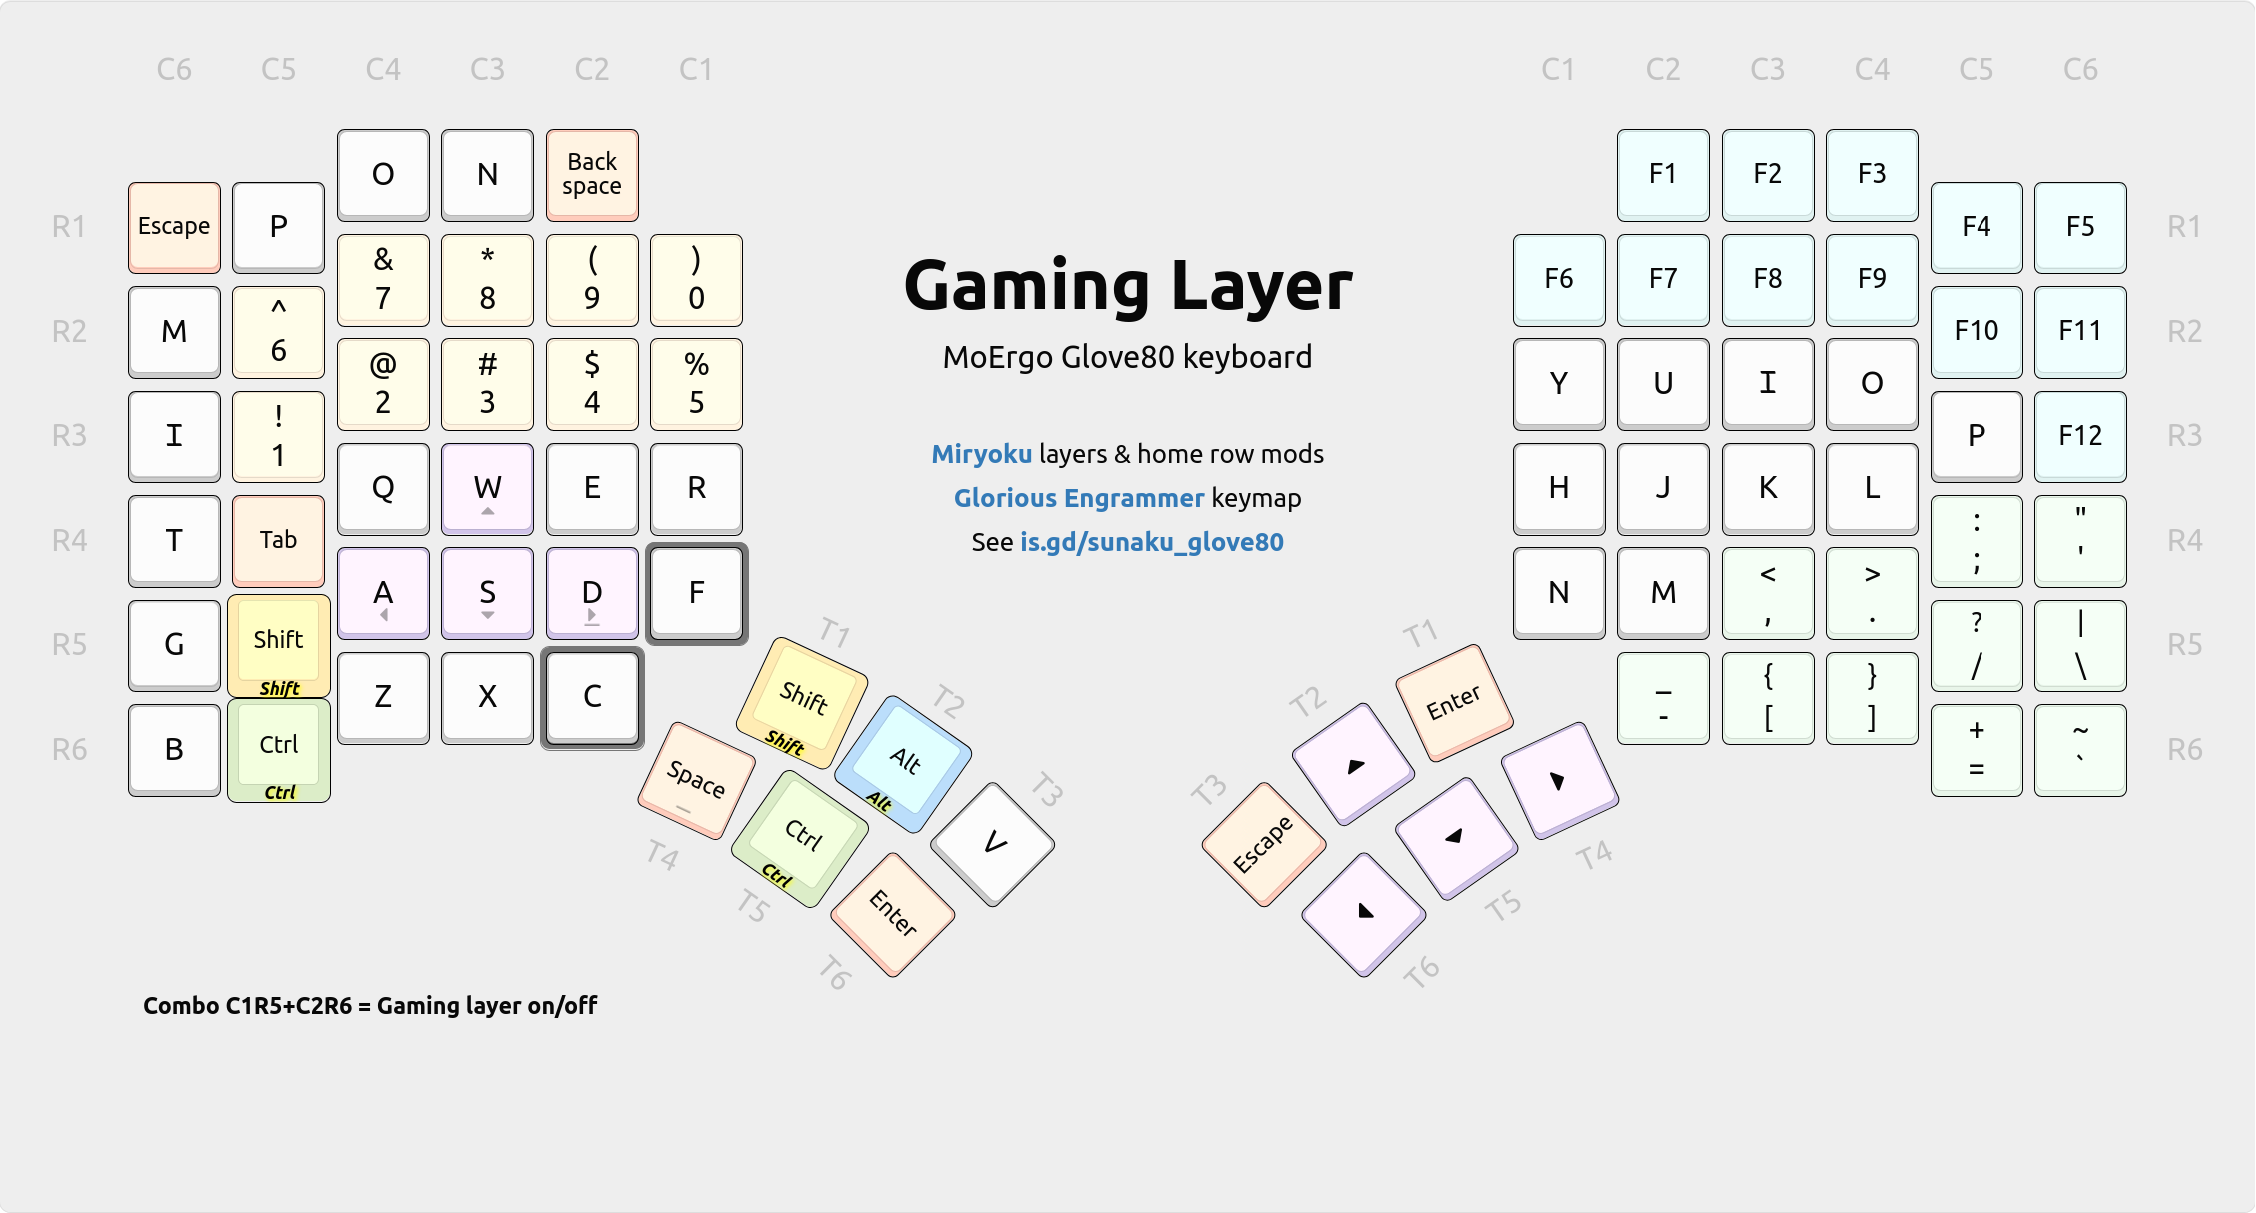 C6 C5 C4 C3 C2 C1 C1 C2 C3 C4 C5 C6
O N Back space F1 F2 F3
R1 Escape P F4 F5 R1
& 7 * 8 ( 9 ) 0 F6 F7 F8 F9
Gaming Layer
R2 M ^ 6 F10 F11 R2
MoErgo Glove80 keyboard
@ 2 # 3 $ 4 % 5 Y U I O
R3 I ! 1 P F12 R3
Miryoku layers & home row mods
Q W E R H J K L
Glorious Engrammer keymap
R4 T Tab : ; " ' R4
See is.gd/sunaku_glove80
A S D F N M < , > .
R5 G Shift Shift ? / | \ R5
Z X C _ - { [ } ]
R6 B Ctrl Ctrl + = ~ ` R6
T1 T2 T3
Shift Shift Alt Alt V
Space _ Ctrl Ctrl Enter
T4 T5 T6
T3 T2 T1
Escape Enter
T6 T5 T4
Combo C1R5+C2R6 = Gaming layer on/off